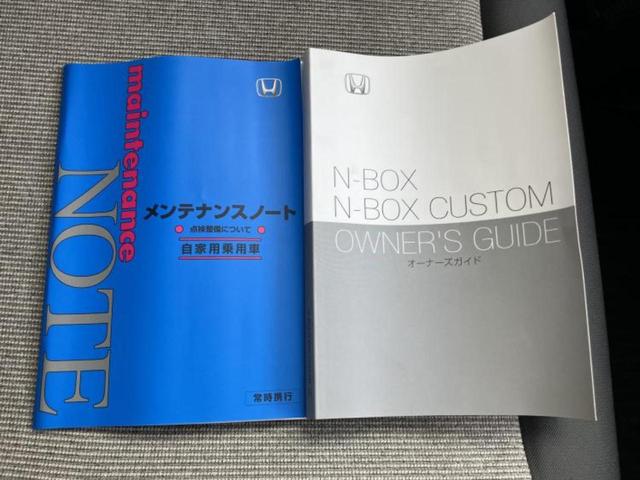 maintenance
NOTE
メンテナンスノート
点検整備について
自家用乗用車
常時携行
N-BOX
N-BOX CUSTOM
OWNER'S GUIDE
オーナーズガイド